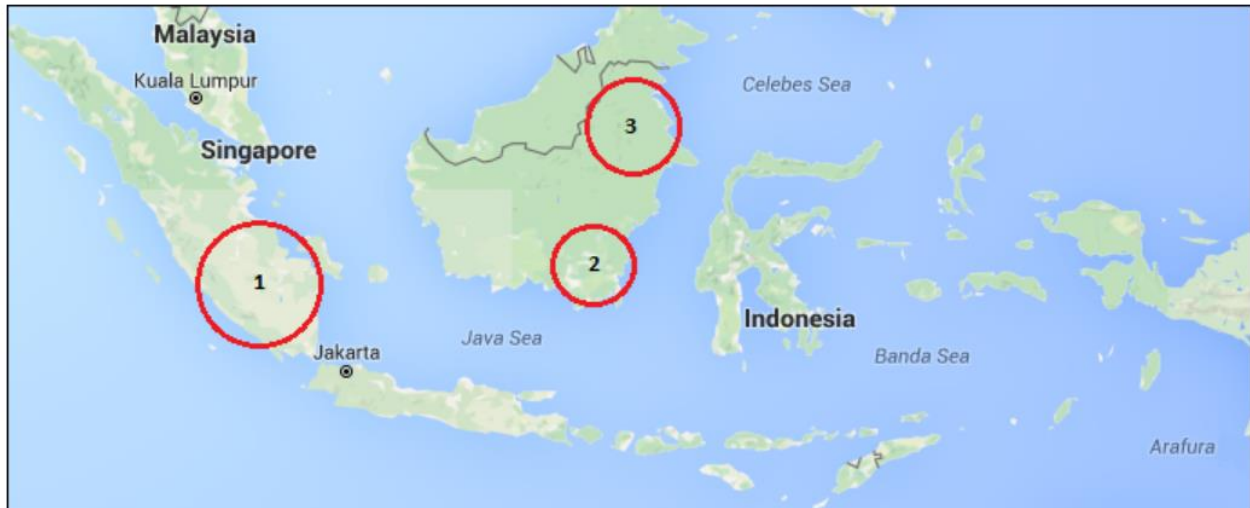 Malaysia
Kuala Lumpur
Singapore
Celebes Sea
3
1
2
Java Sea
Indonesia
Jakarta
Banda Sea
Arafura